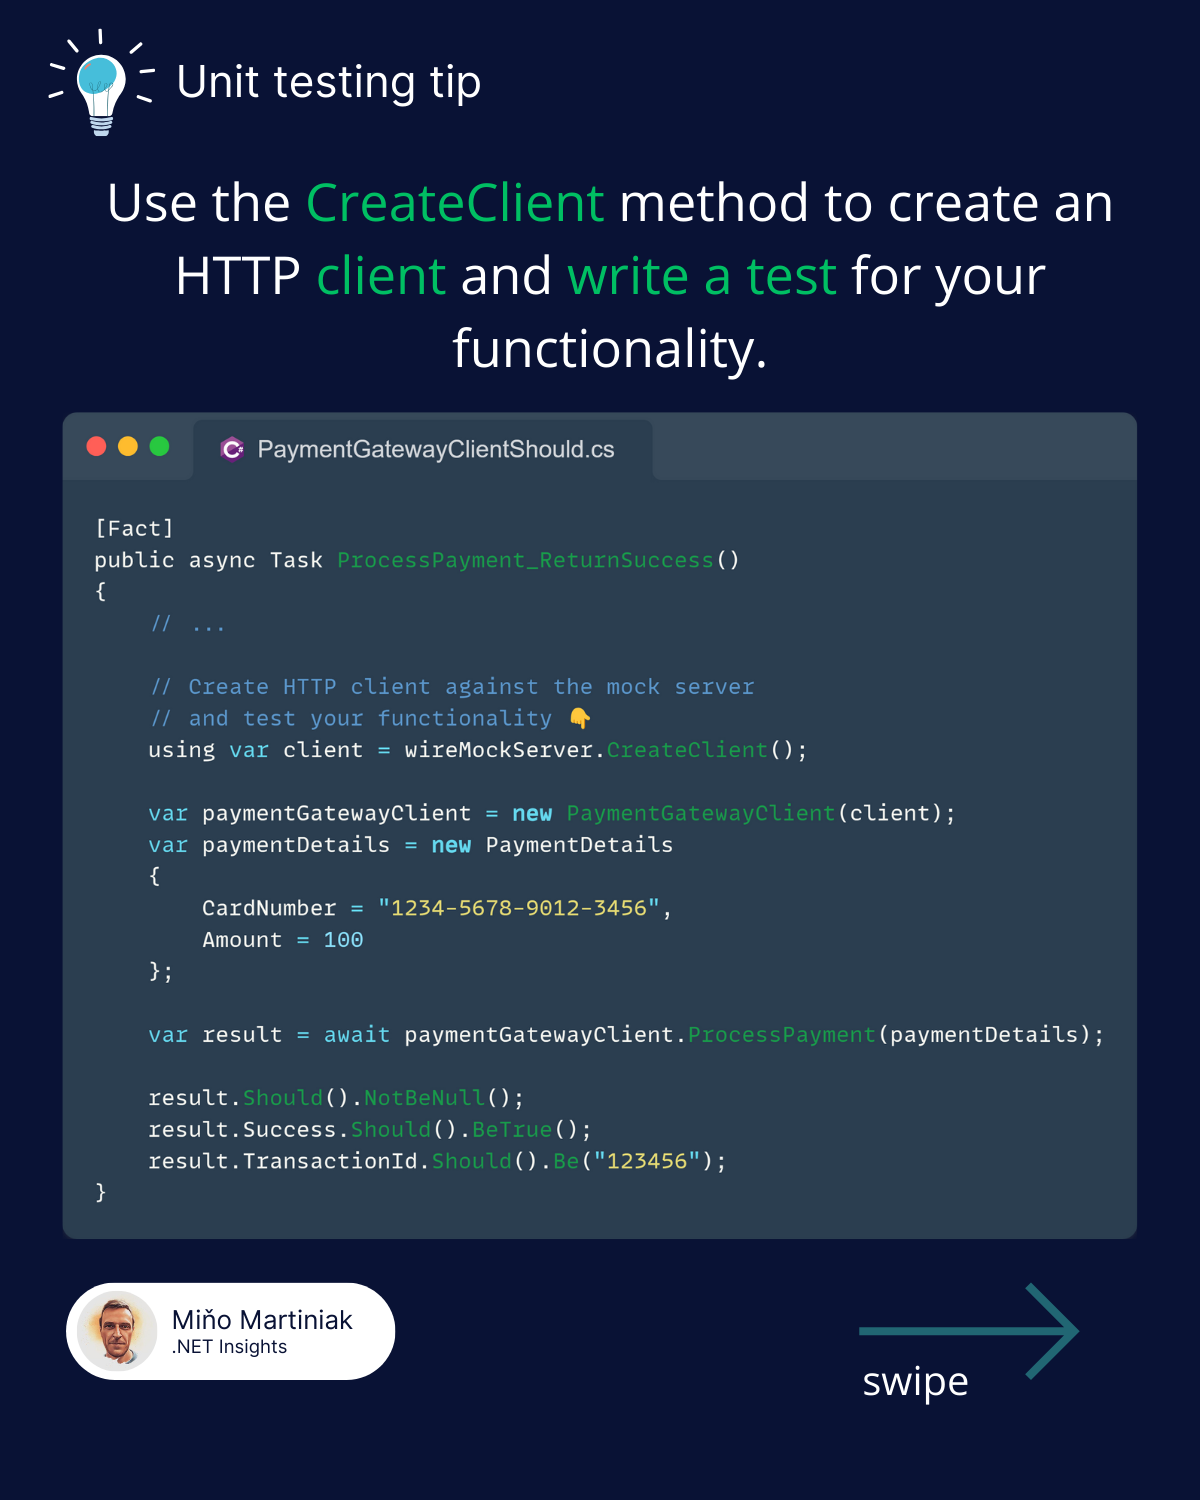 Unit testing tip
Use the CreateClient method to create an
HTTP client and write a test for your
functionality.
PaymentGatewayClientShould.cs
[Fact]
public async Task ProcessPayment_ReturnSuccess()
{
    // ...

    // Create HTTP client against the mock server
    // and test your functionality 👇
    using var client = wireMockServer.CreateClient();

    var paymentGatewayClient = new PaymentGatewayClient(client);
    var paymentDetails = new PaymentDetails
    {
        CardNumber = "1234-5678-9012-3456",
        Amount = 100
    };

    var result = await paymentGatewayClient.ProcessPayment(paymentDetails);

    result.Should().NotBeNull();
    result.Success.Should().BeTrue();
    result.TransactionId.Should().Be("123456");
}
Miňo Martiniak
.NET Insights
swipe